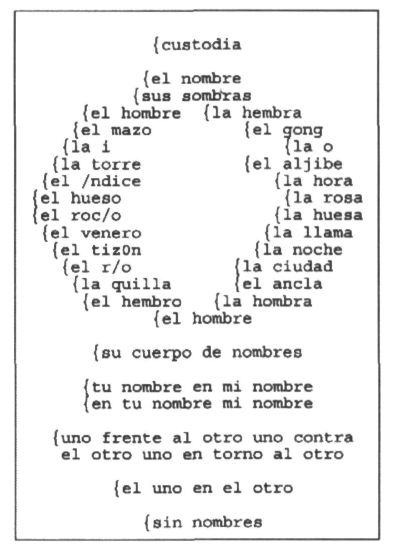 {custodia
{el nombre
{sus sombras
{el hombre {la hembra
{el mazo {el gong
{la i {la o
{la torre {el aljibe
{el /ndice {la hora
{el hueso {la rosa
{el roc/o {la huesa
{el venero {la llama
{el tiz0n {la noche
{el r/o {la ciudad
{la quilla {el ancla
{el hembro {la hombra
{el hombre
{su cuerpo de nombres
{tu nombre en mi nombre
{en tu nombre mi nombre
{uno frente al otro uno contra
el otro uno en torno al otro
{el uno en el otro
{sin nombres